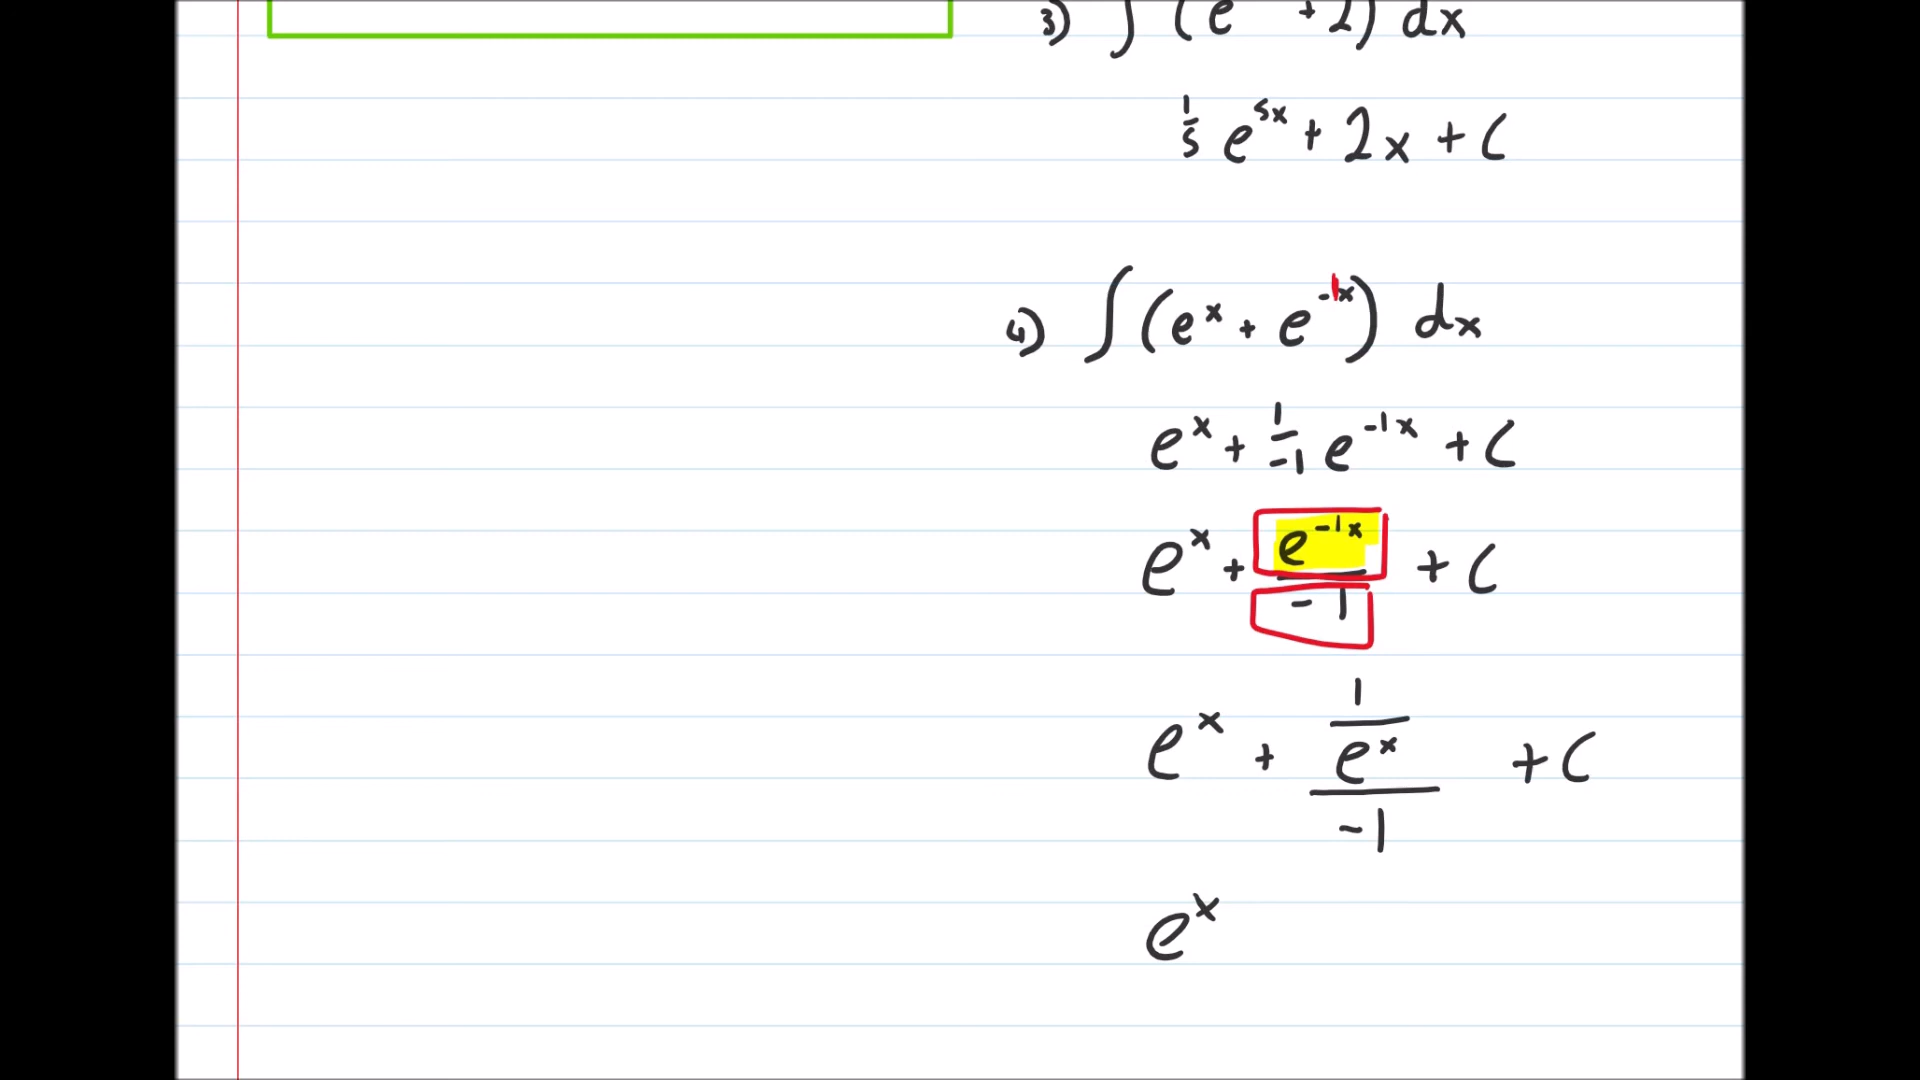 3) ∫ (e + 2) dx
1/5 e^5x + 2x + C
4) ∫ (e^x + e^-1x) dx
e^x + 1/-1 e^-1x + C
e^x + e^-1x/-1 + C
e^x + (1/e^x)/-1 + C
e^x